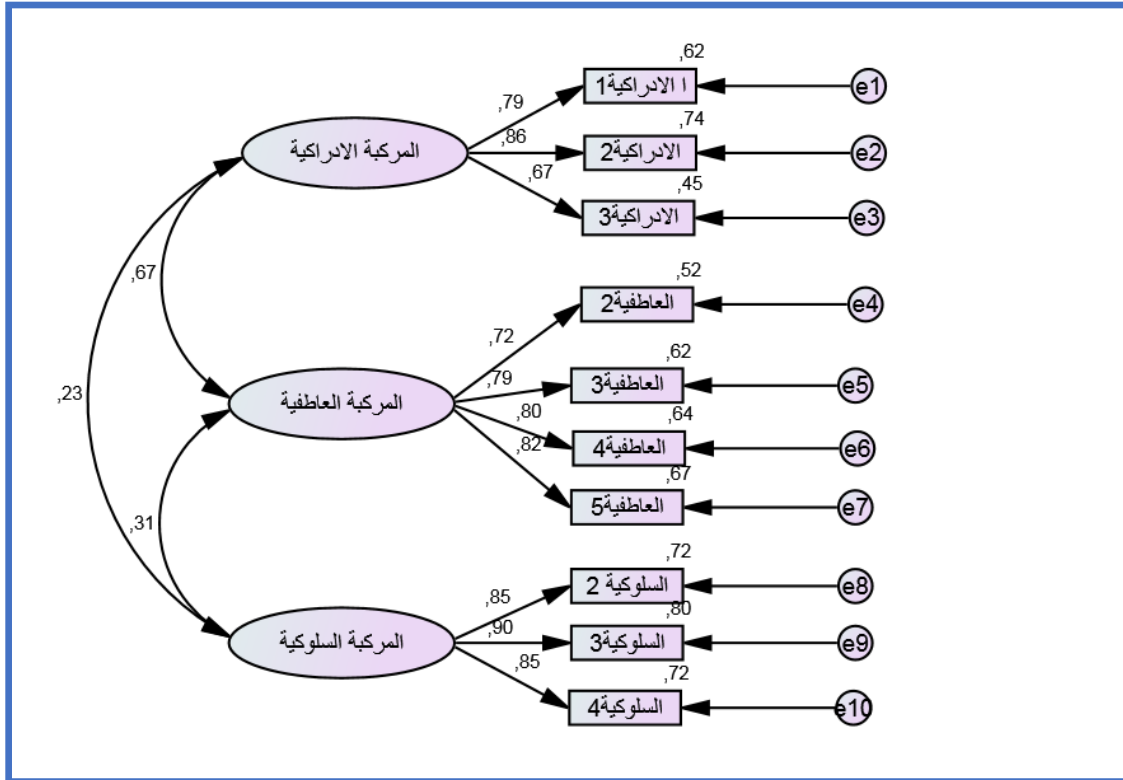 ,62
ا الادراكية1
e1
,79
,74
المركبة الادراكية
,86
الادراكية2
e2
,67
,45
الادراكية3
e3
,67
,52
العاطفية2
e4
,72
,62
,23
المركبة العاطفية
,79
العاطفية3
e5
,80
,64
العاطفية4
e6
,82
,67
العاطفية5
e7
,31
,72
السلوكية 2
e8
,85
,80
المركبة السلوكية
,90
السلوكية3
e9
,85
,72
السلوكية4
e10